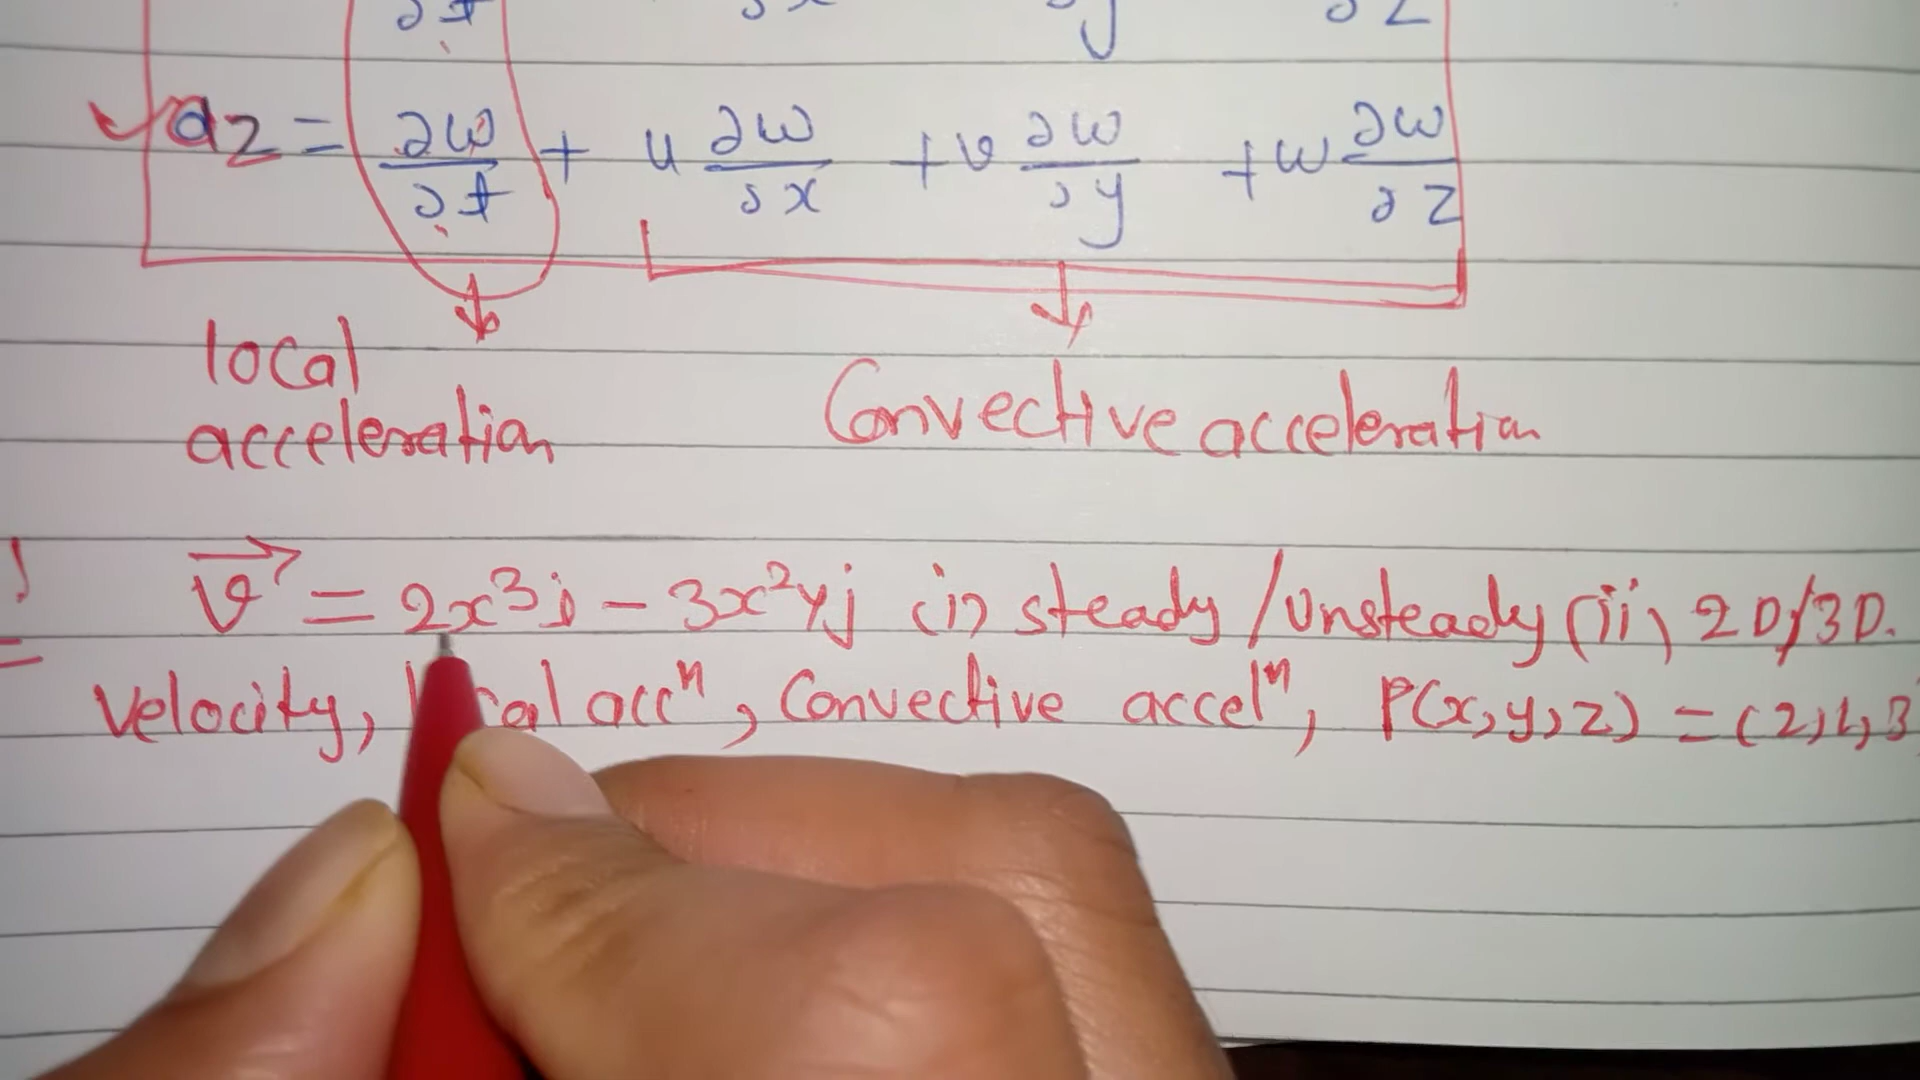 az = ∂w/∂t + u ∂w/∂x + v ∂w/∂y + w ∂w/∂z
local acceleration
Convective acceleration
v⃗ = 2x³i - 3x²yj (i) steady/Unsteady (ii) 2D/3D.
Velocity, local accⁿ, Convective accelⁿ, P(x,y,z) = (2,1,3